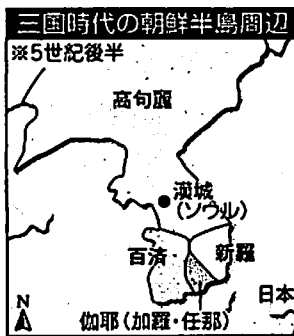 三国時代の朝鮮半島周辺
※5世紀後半
高句麗
漢城
(ソウル)
百済
新羅
日本
N
伽耶(加羅・任那)